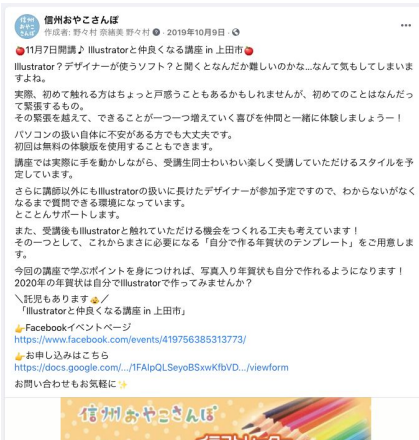 信州おやこさんぽ
作成者: 野々村 奈緒美 野々村 · 2019年10月9日 ·
🍎11月7日開講♪ Illustratorと仲良くなる講座 in 上田市🍎
Illustrator？デザイナーが使うソフト？と聞くとなんだか難しいのかな...なんて気もしてしまいま
すよね。
実際、初めて触れる方はちょっと戸惑うこともあるかもしれませんが、初めてのことはなんだっ
て緊張するもの。
その緊張を越えて、できることが一つ一つ増えていく喜びを仲間と一緒に体験しましょうー！
パソコンの扱い自体に不安がある方でも大丈夫です。
初回は無料の体験版を使用することもできます。
講座では実際に手を動かしながら、受講生同士わいわい楽しく受講していただけるスタイルを予
定しています。
さらに講師以外にもIllustratorの扱いに長けたデザイナーが参加予定ですので、わからないがなく
なるまで質問できる環境になっています。
とことんサポートします。
また、受講後もIllustratorと触れていただける機会をつくれる工夫も考えています！
その一つとして、これからまさに必要になる「自分で作る年賀状のテンプレート」をご用意しま
す。
今回の講座で学ぶポイントを身につければ、写真入り年賀状も自分で作れるようになります！
2020年の年賀状は自分でIllustratorで作ってみませんか？
＼託児もあります👶／
「Illustratorと仲良くなる講座 in 上田市」
👉Facebookイベントページ
https://www.facebook.com/events/419756385313773/
👉お申し込みはこちら
https://docs.google.com/.../1FAIpQLSeyoBSxwKfbVD.../viewform
お問い合わせもお気軽に✨
信州おやこさんぽ